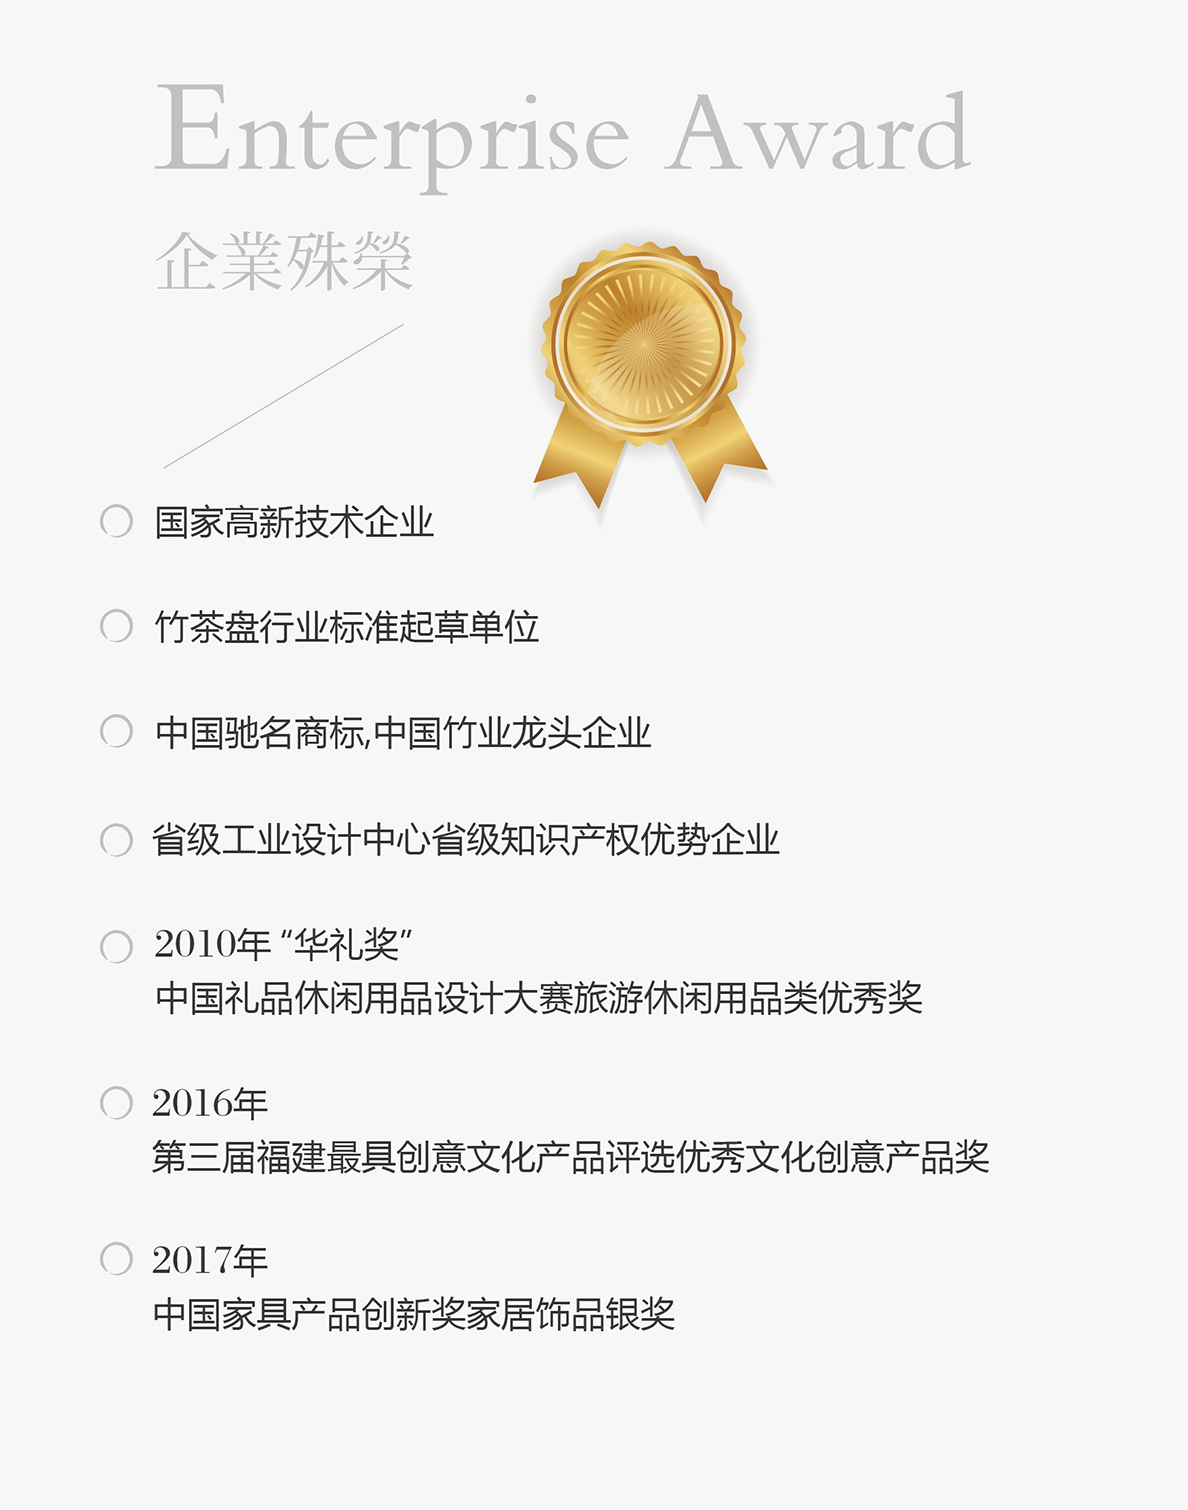 Enterprise Award
企業殊榮
国家高新技术企业
竹茶盘行业标准起草单位
中国驰名商标,中国竹业龙头企业
省级工业设计中心省级知识产权优势企业
2010年 “华礼奖”
中国礼品休闲用品设计大赛旅游休闲用品类优秀奖
2016年
第三届福建最具创意文化产品评选优秀文化创意产品奖
2017年
中国家具产品创新奖家居饰品银奖